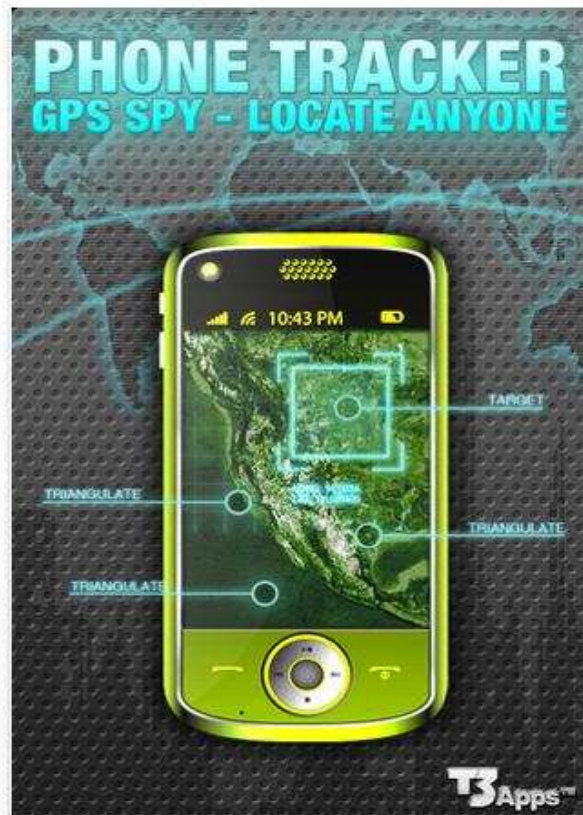 PHONE TRACKER
GPS SPY - LOCATE ANYONE
10:43 PM
TARGET
TRIANGULATE
TRIANGULATE
TRIANGULATE
T3Apps™